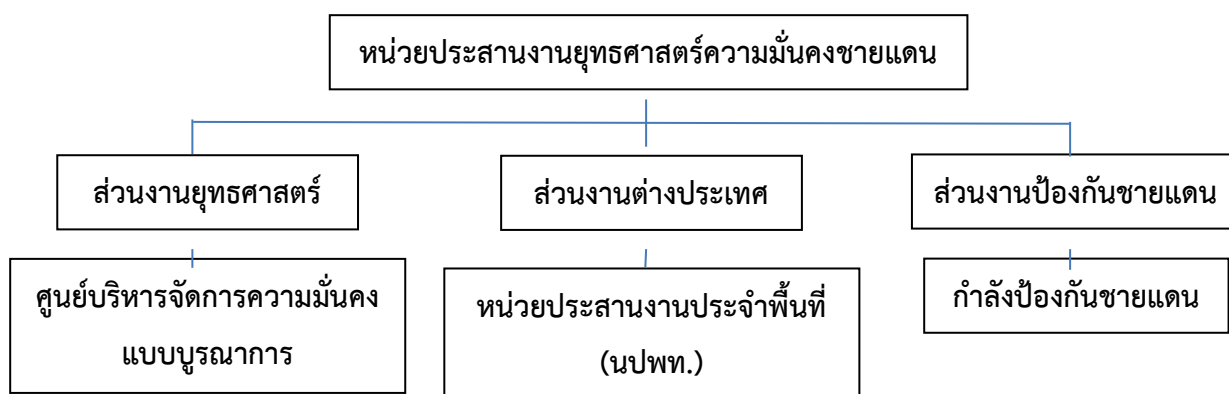 หน่วยประสานงานยุทธศาสตร์ความมั่นคงชายแดน
ส่วนงานยุทธศาสตร์
ส่วนงานต่างประเทศ
ส่วนงานป้องกันชายแดน
ศูนย์บริหารจัดการความมั่นคง
แบบบูรณาการ
หน่วยประสานงานประจำพื้นที่
(นปพท.)
กำลังป้องกันชายแดน